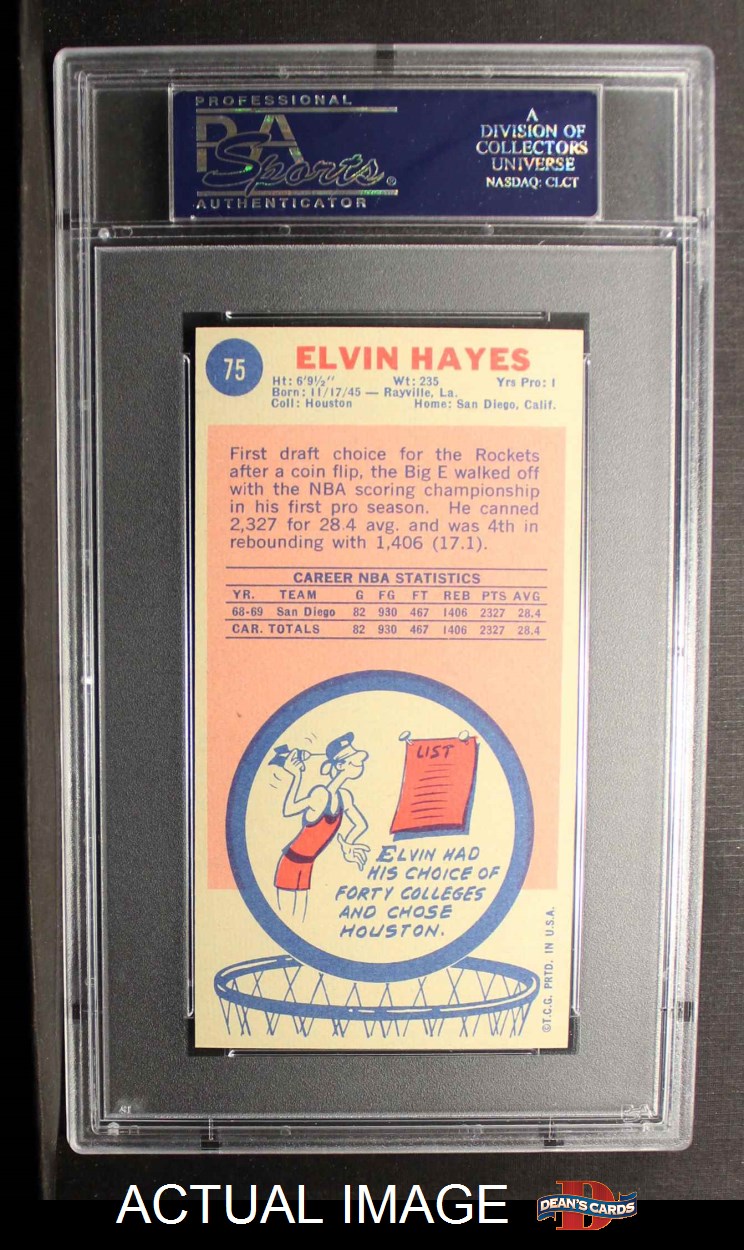 PROFESSIONAL
PSA
Sports®
AUTHENTICATOR
A
DIVISION OF
COLLECTORS
UNIVERSE
NASDAQ: CLCT
75
ELVIN HAYES
Ht: 6'9½'' Wt: 235 Yrs Pro: 1
Born: 11/17/45 — Rayville, La.
Coll: Houston Home: San Diego, Calif.
First draft choice for the Rockets
after a coin flip, the Big E walked off
with the NBA scoring championship
in his first pro season. He canned
2,327 for 28.4 avg. and was 4th in
rebounding with 1,406 (17.1).
CAREER NBA STATISTICS
YR. TEAM G FG FT REB PTS AVG
68-69 San Diego 82 930 467 1406 2327 28.4
CAR. TOTALS 82 930 467 1406 2327 28.4
LIST
ELVIN HAD
HIS CHOICE OF
FORTY COLLEGES
AND CHOSE
HOUSTON.
©T.C.G. PRTD. IN U.S.A.
PSA
ACTUAL IMAGE
D
DEAN'S CARDS